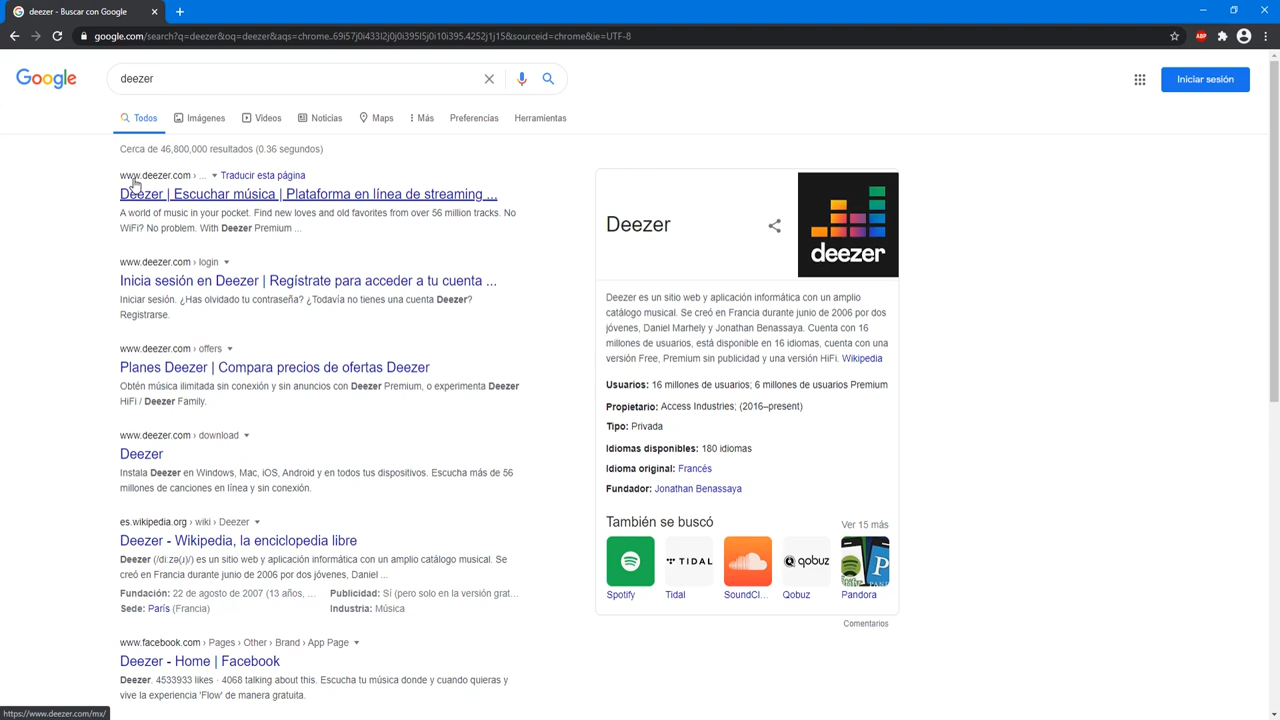 deezer - Buscar con Google
google.com/search?q=deezer&oq=deezer&aqs=chrome..69i57j0i433l2j0j0i395l5j0i10i395.4252j1j15&sourceid=chrome&ie=UTF-8
ABP
Google
deezer
Iniciar sesión
Todos
Imágenes
Videos
Noticias
Maps
Más
Preferencias
Herramientas
Cerca de 46,800,000 resultados (0.36 segundos)
www.deezer.com › ... Traducir esta página
Deezer | Escuchar música | Plataforma en línea de streaming ...
A world of music in your pocket. Find new loves and old favorites from over 56 million tracks. No
WiFi? No problem. With Deezer Premium ...
www.deezer.com › login
Inicia sesión en Deezer | Regístrate para acceder a tu cuenta ...
Iniciar sesión. ¿Has olvidado tu contraseña? ¿Todavía no tienes una cuenta Deezer?
Registrarse.
www.deezer.com › offers
Planes Deezer | Compara precios de ofertas Deezer
Obtén música ilimitada sin conexión y sin anuncios con Deezer Premium, o experimenta Deezer
HiFi / Deezer Family.
www.deezer.com › download
Deezer
Instala Deezer en Windows, Mac, iOS, Android y en todos tus dispositivos. Escucha más de 56
millones de canciones en línea y sin conexión.
es.wikipedia.org › wiki › Deezer
Deezer - Wikipedia, la enciclopedia libre
Deezer (/diːzə(ɹ)/) es un sitio web y aplicación informática con un amplio catálogo musical. Se
creó en Francia durante junio de 2006 por dos jóvenes, Daniel ...
Fundación: 22 de agosto de 2007 (13 años, ...
Publicidad: Sí (pero solo en la versión grat...
Sede: París (Francia)
Industria: Música
www.facebook.com › Pages › Other › Brand › App Page
Deezer - Home | Facebook
Deezer. 4533933 likes · 4068 talking about this. Escucha tu música donde y cuando quieras y
vive la experiencia 'Flow' de manera gratuita.
https://www.deezer.com/mx/
Deezer
deezer
Deezer es un sitio web y aplicación informática con un amplio
catálogo musical. Se creó en Francia durante junio de 2006 por dos
jóvenes, Daniel Marhely y Jonathan Benassaya. Cuenta con 16
millones de usuarios, está disponible en 16 idiomas, cuenta con una
versión Free, Premium sin publicidad y una versión HiFi. Wikipedia
Usuarios: 16 millones de usuarios; 6 millones de usuarios Premium
Propietario: Access Industries; (2016–present)
Tipo: Privada
Idiomas disponibles: 180 idiomas
Idioma original: Francés
Fundador: Jonathan Benassaya
También se buscó
Ver 15 más
TIDAL
qobuz
Spotify
Tidal
SoundCl...
Qobuz
Pandora
Comentarios